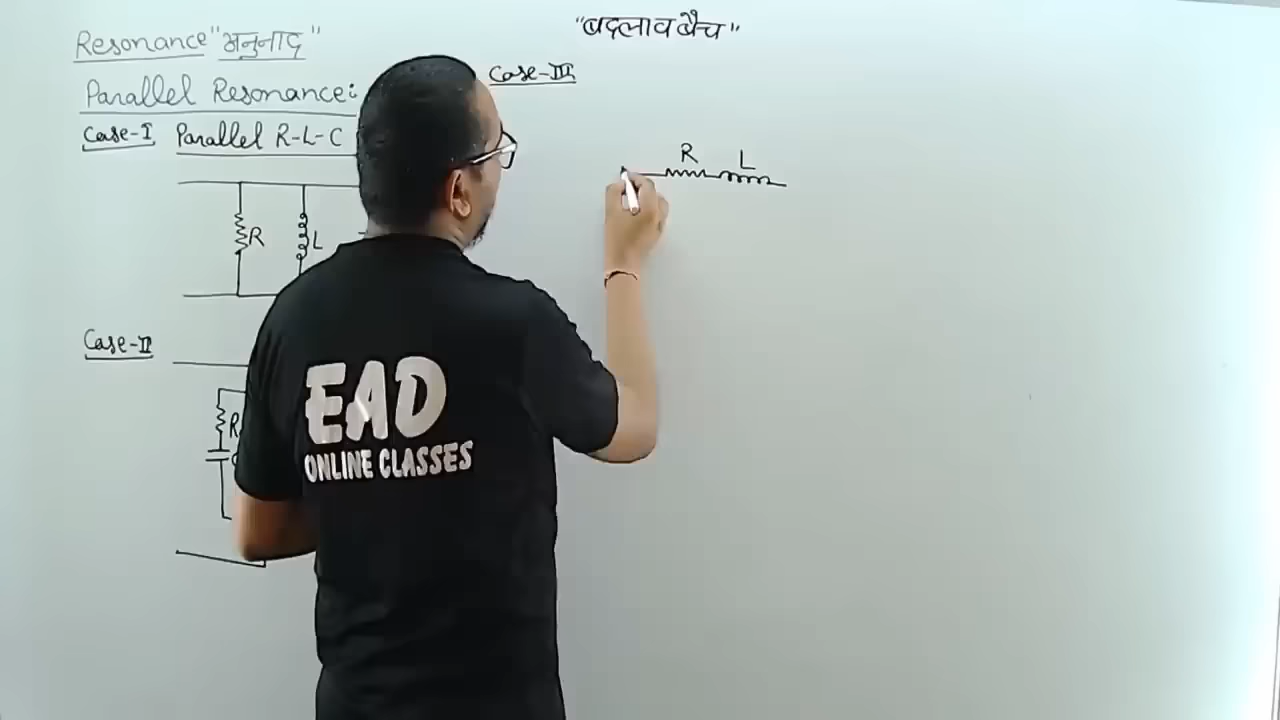 "बदलाव बैच"
Resonance "अनुनाद"
Parallel Resonance:
Case-I Parallel R-L-C
R
L
Case-II
R
Case-III
R L
EAD
ONLINE CLASSES